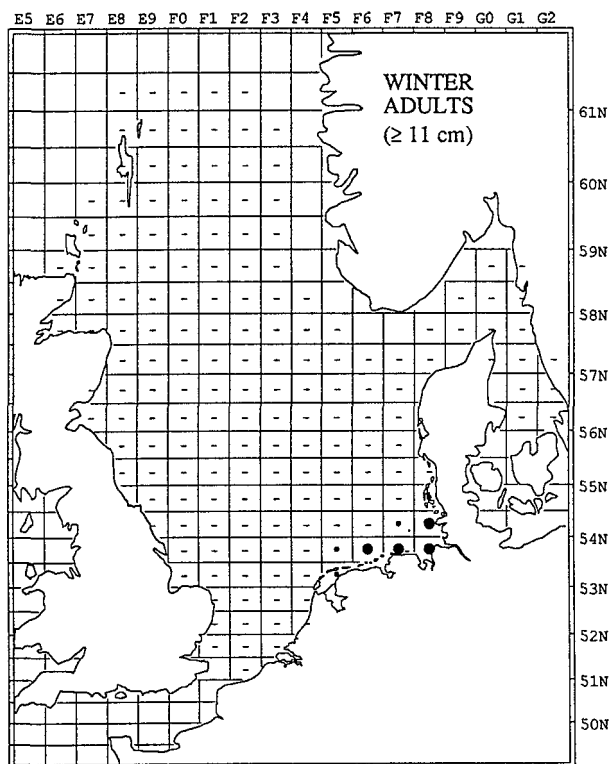 E5 E6 E7 E8 E9 F0 F1 F2 F3 F4 F5 F6 F7 F8 F9 G0 G1 G2
WINTER
ADULTS
(≥ 11 cm)
61N
60N
59N
58N
57N
56N
55N
54N
53N
52N
51N
50N